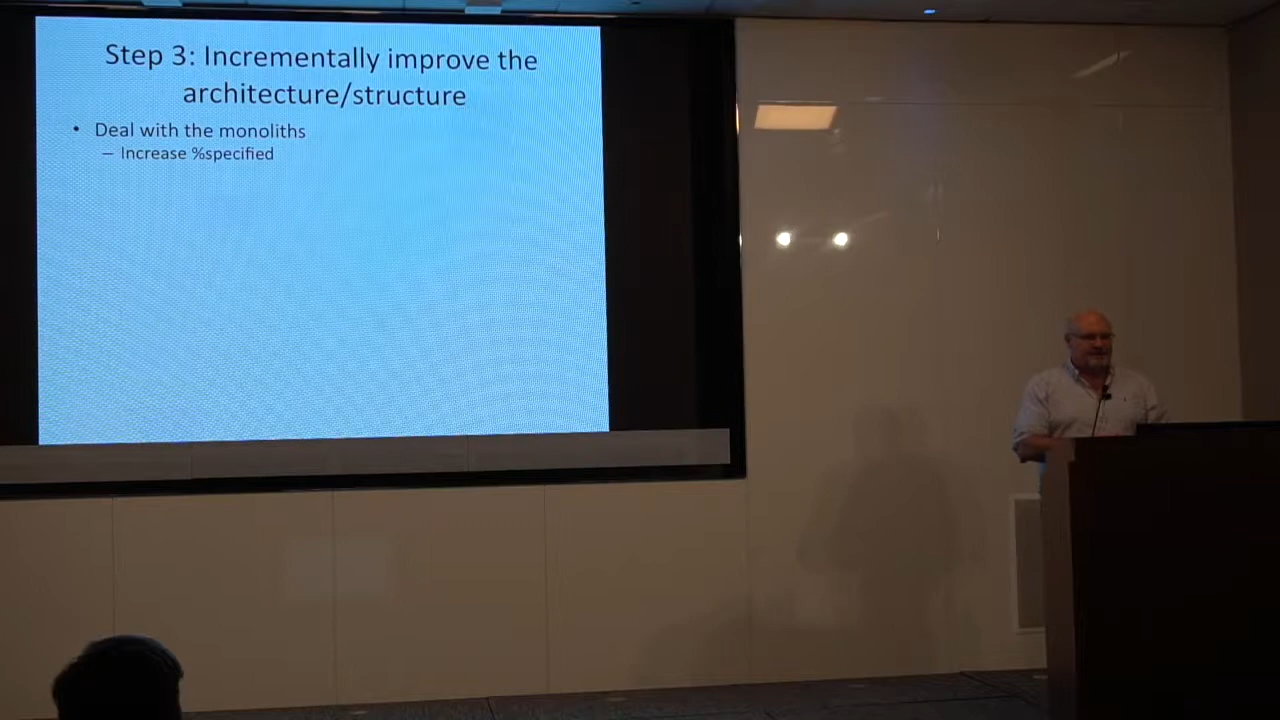 Step 3: Incrementally improve the
architecture/structure
• Deal with the monoliths
– Increase %specified